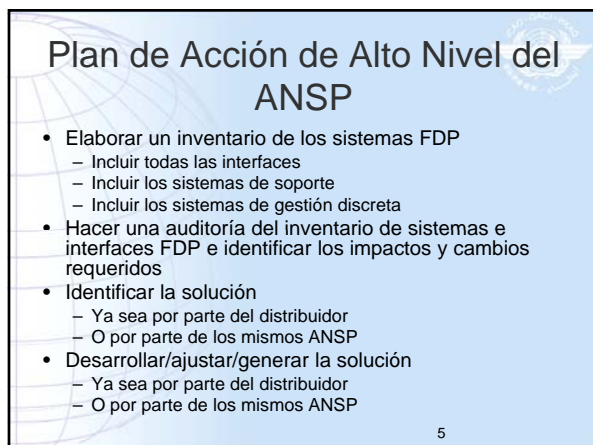 Plan de Acción de Alto Nivel del
ANSP
• Elaborar un inventario de los sistemas FDP
– Incluir todas las interfaces
– Incluir los sistemas de soporte
– Incluir los sistemas de gestión discreta
• Hacer una auditoría del inventario de sistemas e
interfaces FDP e identificar los impactos y cambios
requeridos
• Identificar la solución
– Ya sea por parte del distribuidor
– O por parte de los mismos ANSP
• Desarrollar/ajustar/generar la solución
– Ya sea por parte del distribuidor
– O por parte de los mismos ANSP
5